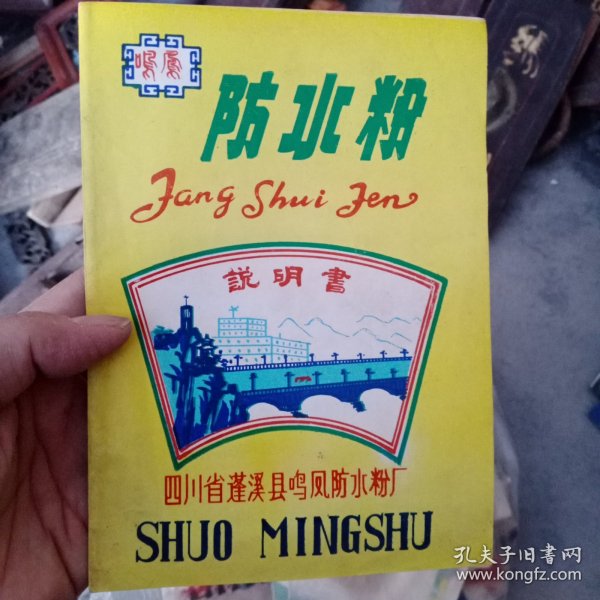 鸣凤
防水粉
Fang Shui Fen
説明書
四川省蓬溪县鸣凤防水粉厂
SHUO MINGSHU
孔夫子旧书网
www.kongfz.com